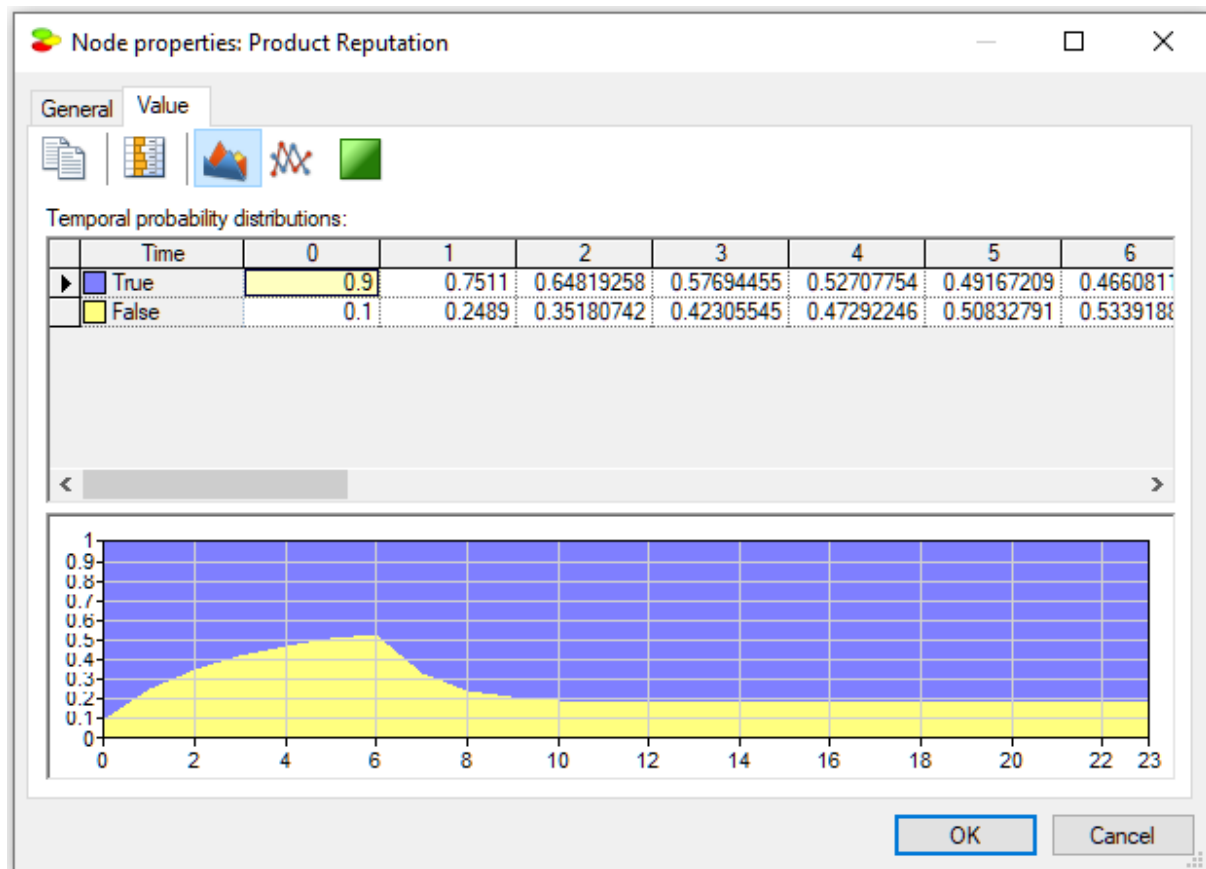 Node properties: Product Reputation
General Value
Temporal probability distributions:
Time 0 1 2 3 4 5 6
True 0.9 0.7511 0.64819258 0.57694455 0.52707754 0.49167209 0.4660811
False 0.1 0.2489 0.35180742 0.42305545 0.47292246 0.50832791 0.5339188
1
0.9
0.8
0.7
0.6
0.5
0.4
0.3
0.2
0.1
0
0 2 4 6 8 10 12 14 16 18 20 22 23
OK Cancel